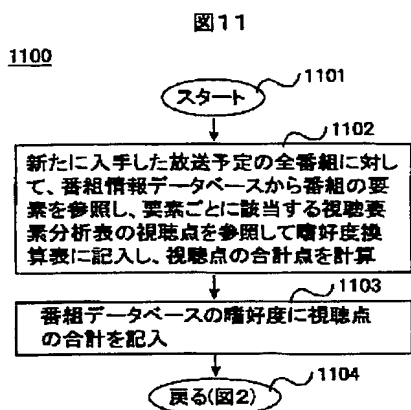 図11
1100
1101
スタート
1102
新たに入手した放送予定の全番組に対し
て、番組情報データベースから番組の要
素を参照し、要素ごとに該当する視聴要
素分析表の視聴点を参照して嗜好度換
算表に記入し、視聴点の合計点を計算
1103
番組データベースの嗜好度に視聴点
の合計を記入
1104
戻る(図2)